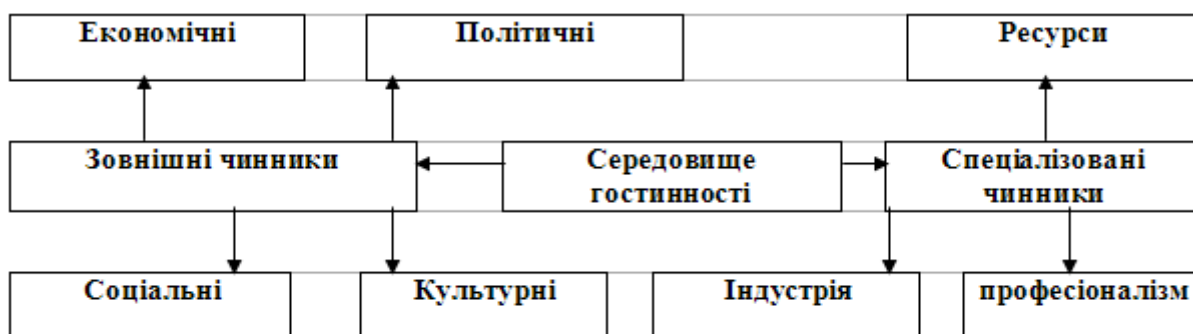 Економічні
Політичні
Ресурси
Зовнішні чинники
Середовище
гостинності
Спеціалізовані
чинники
Соціальні
Культурні
Індустрія
професіоналізм